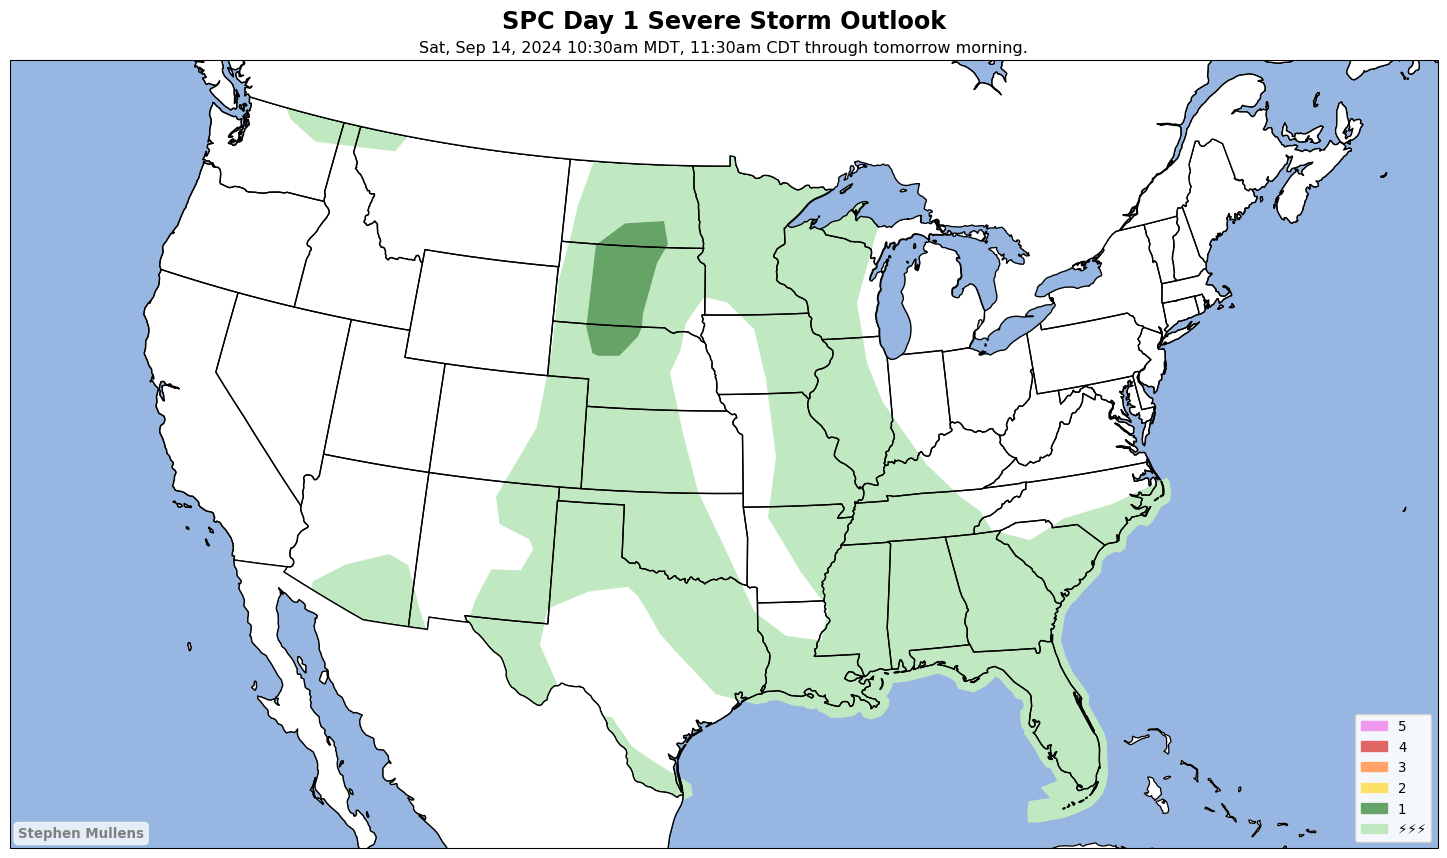 SPC Day 1 Severe Storm Outlook
Sat, Sep 14, 2024 10:30am MDT, 11:30am CDT through tomorrow morning.
5
4
3
2
1
⚡⚡⚡
Stephen Mullens